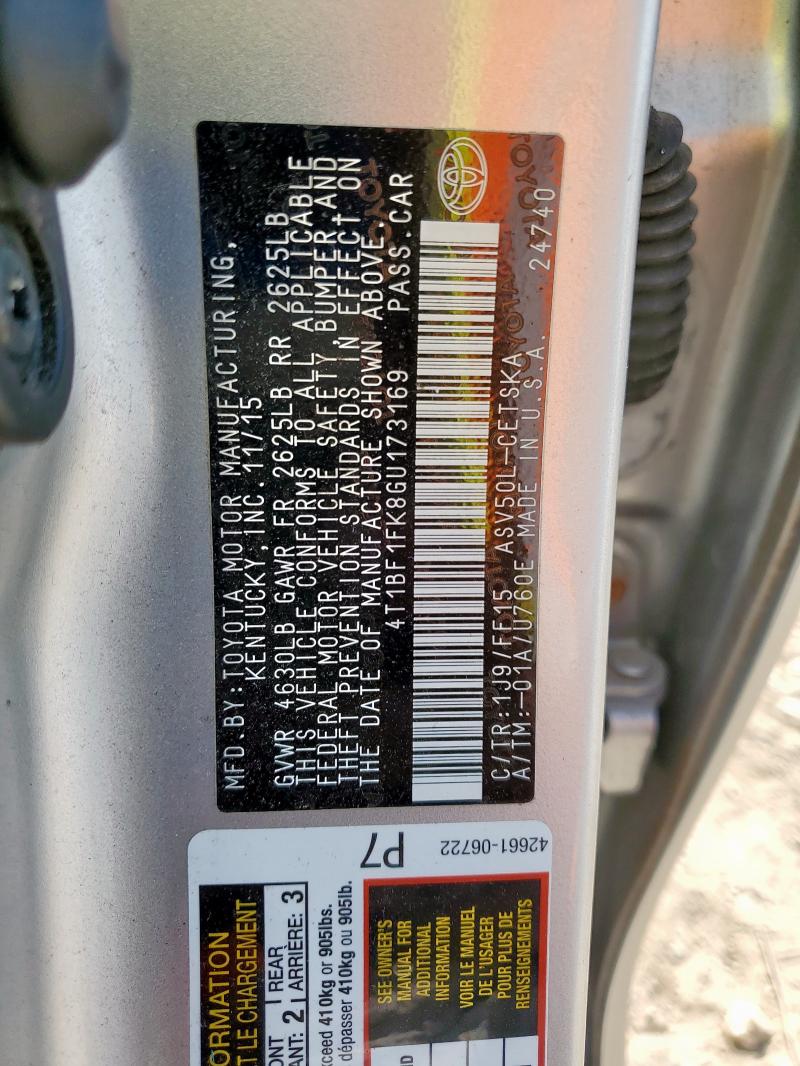 MFD.BY:TOYOTA MOTOR MANUFACTURING,
KENTUCKY, INC. 11/15
GVWR 4630LB GAWR FR 2625LB RR 2625LB
THIS VEHICLE CONFORMS TO ALL APPLICABLE
FEDERAL MOTOR VEHICLE SAFETY, BUMPER, AND
THEFT PREVENTION STANDARDS IN EFFECT ON
THE DATE OF MANUFACTURE SHOWN ABOVE.
4T1BF1FK8GU173169 PASS.CAR
C/TR:1J9/FE15 ASV50L-CETSKA
A/TM:-01A/U760E MADE IN U.S.A. 24740
P7
42661-06722
ORMATION
T LE CHARGEMENT
ONT REAR
ANT: 2 ARRIÈRE: 3
xceed 410kg or 905lbs.
dépasser 410kg ou 905lb.
SEE OWNER'S
MANUAL FOR
ADDITIONAL
INFORMATION
VOIR LE MANUEL
DE L'USAGER
POUR PLUS DE
RENSEIGNEMENTS